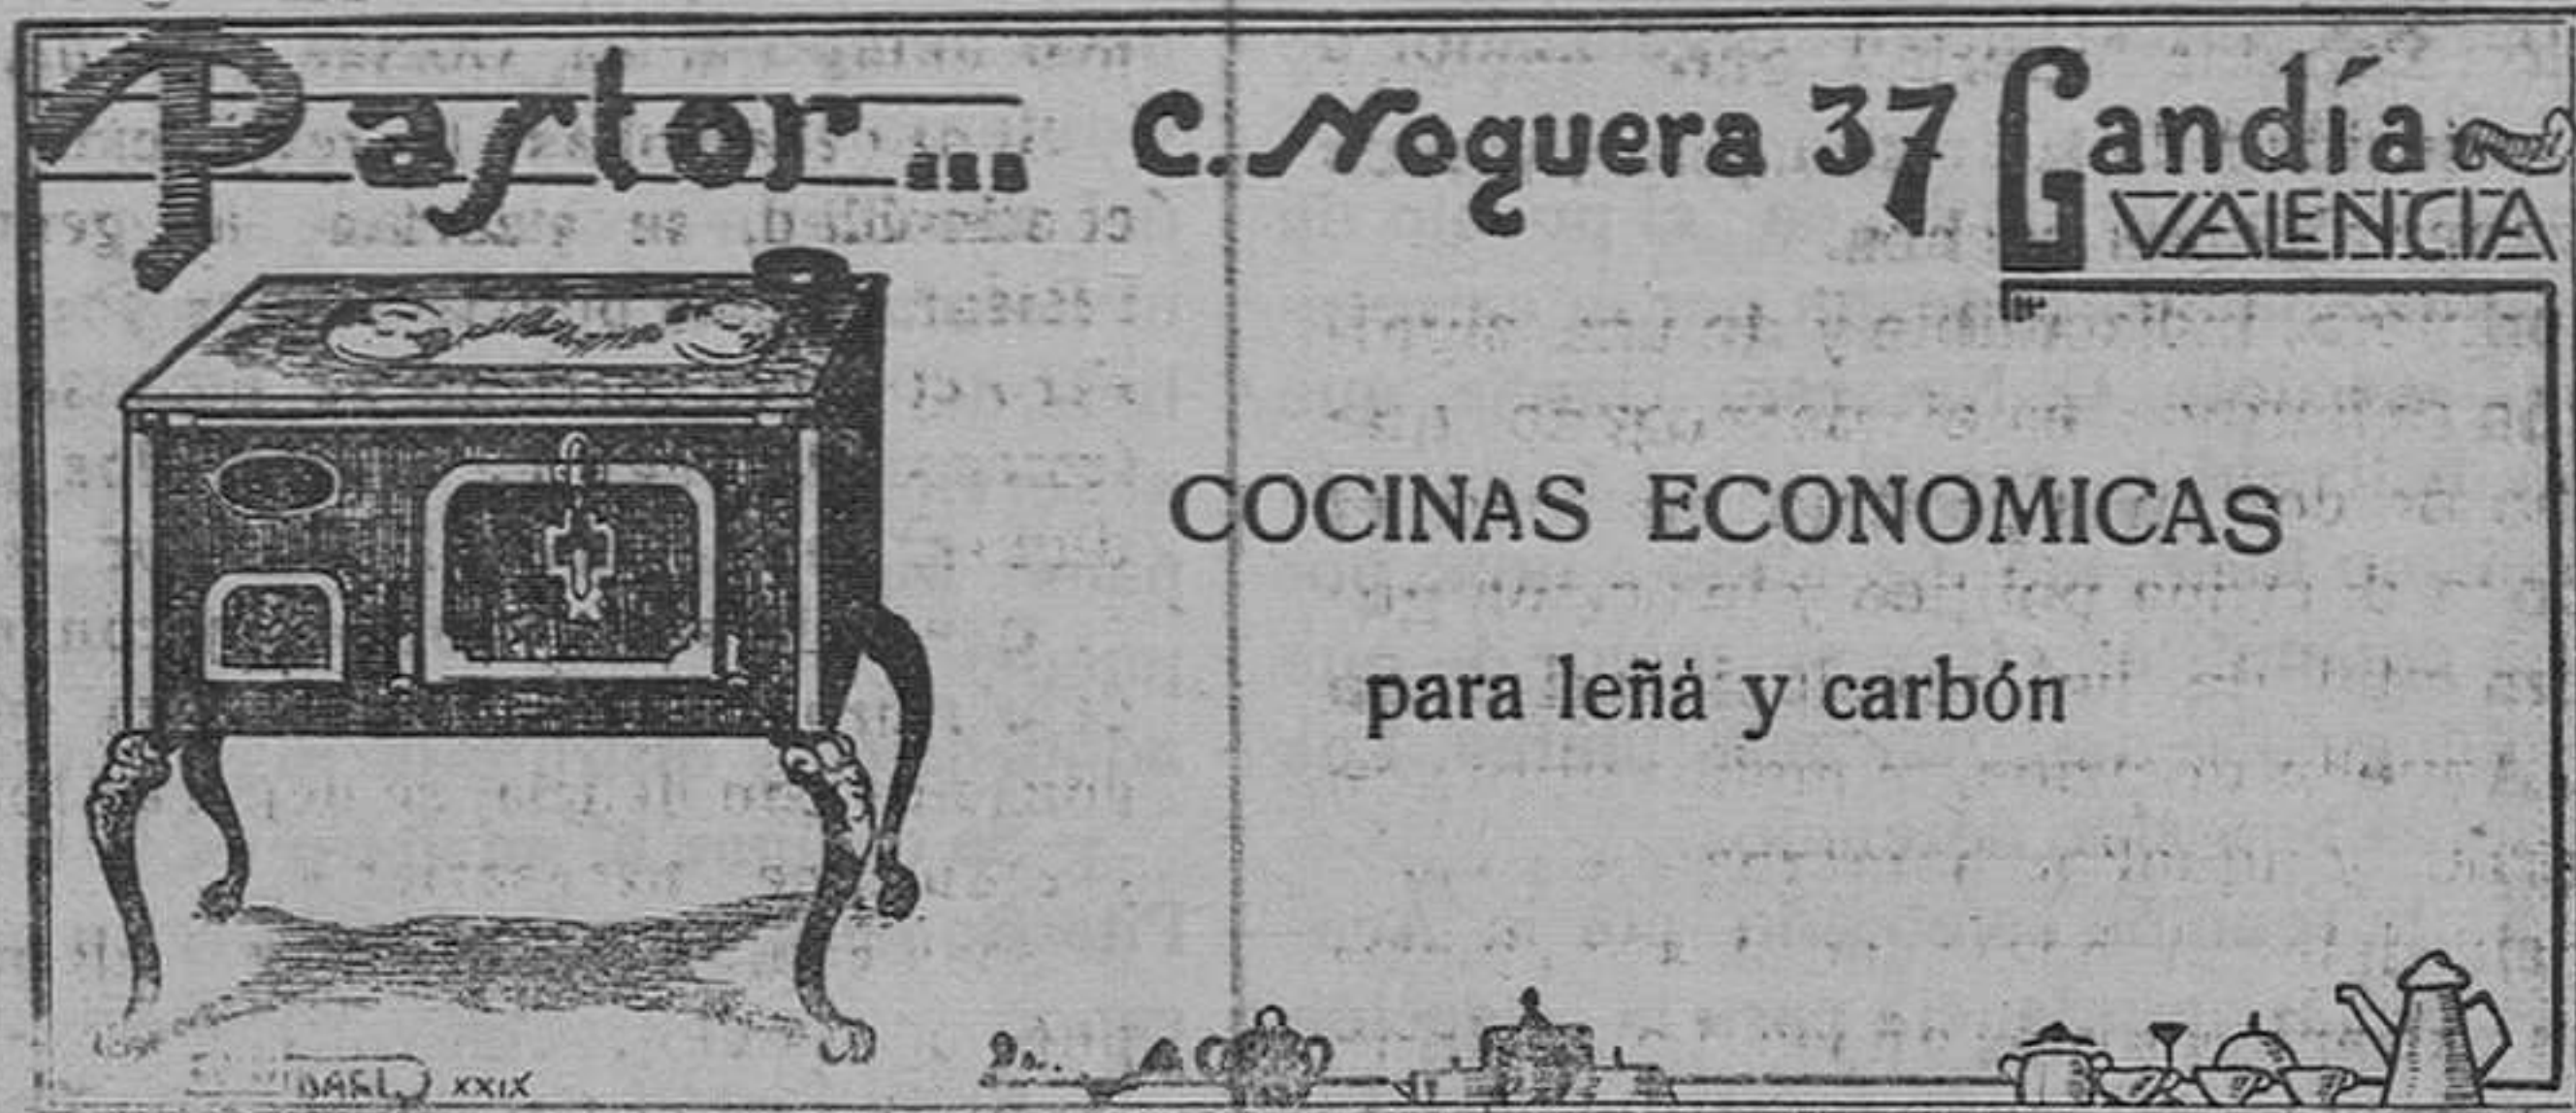 Pastor... C. Noguera 37 Gandía
VALENCIA
COCINAS ECONOMICAS
para leña y carbón
XXIX